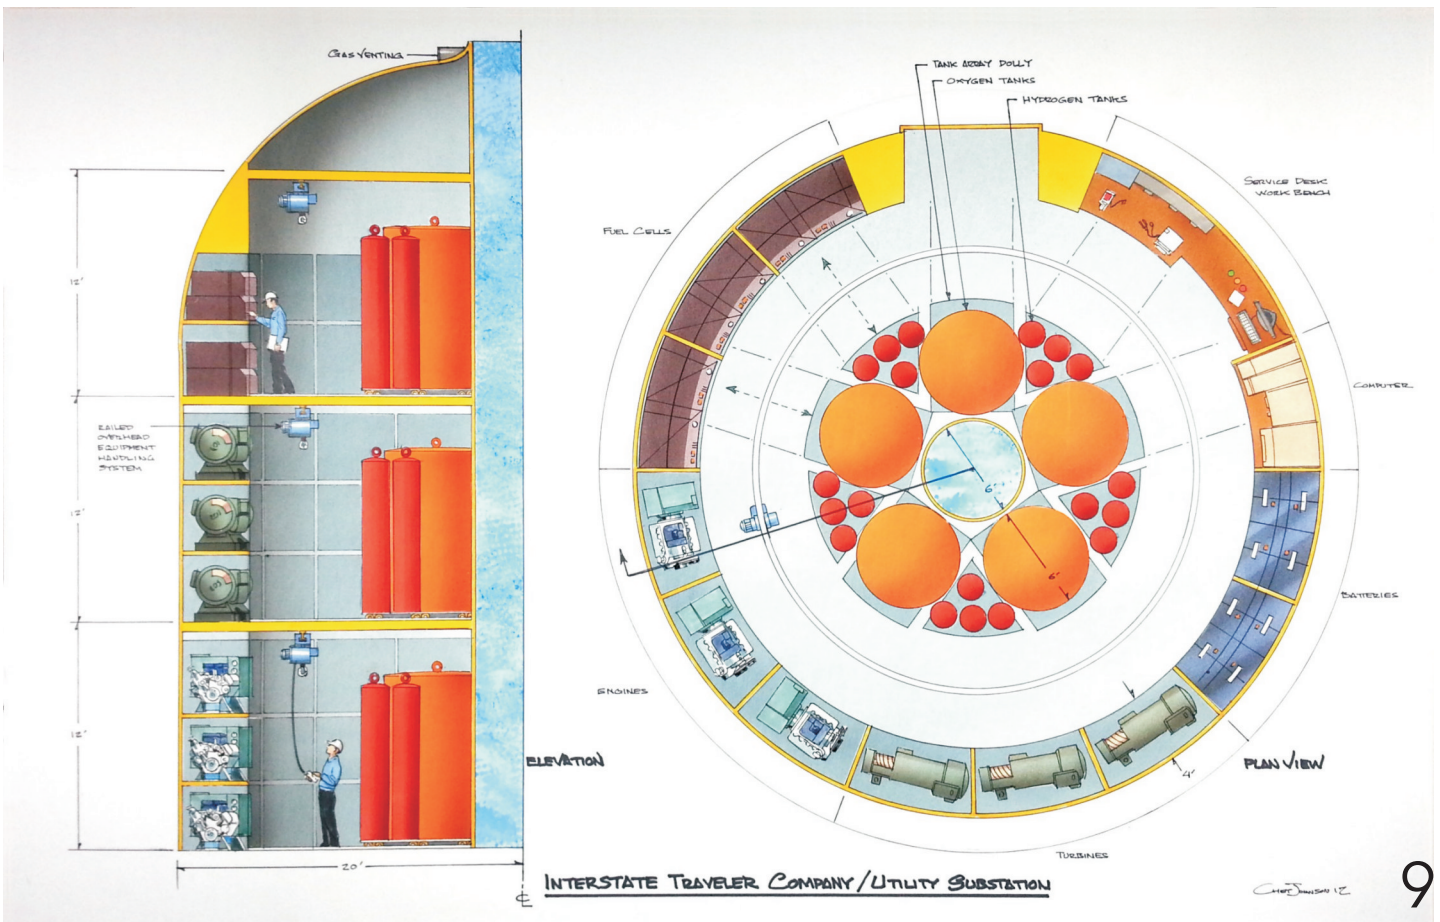 GAS VENTING
TANK ARRAY DOLLY
OXYGEN TANKS
HYDROGEN TANKS
SERVICE DESK
WORK BENCH
FUEL CELLS
12'
COMPUTER
RAILED
OVERHEAD
EQUIPMENT
HANDLING
SYSTEM
6'
12'
6'
BATTERIES
ENGINES
12'
ELEVATION
PLAN VIEW
4'
TURBINES
20'
INTERSTATE TRAVELER COMPANY/UTILITY SUBSTATION
℄
9